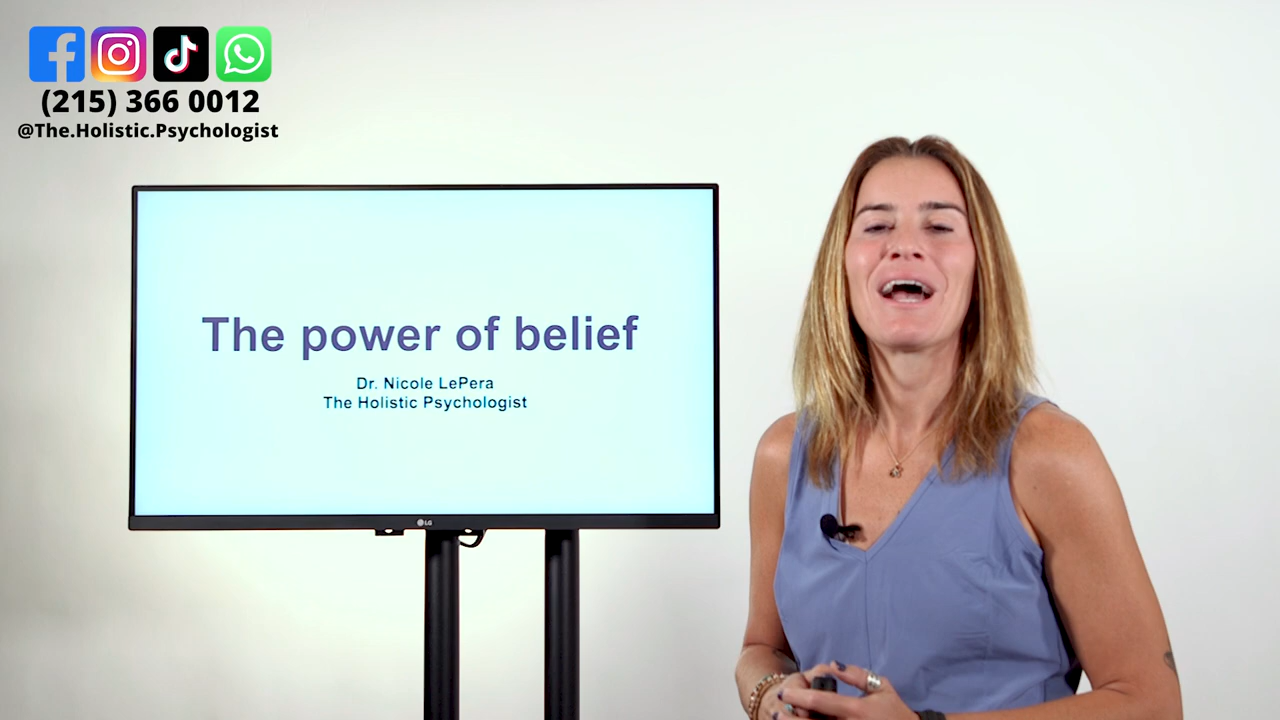 (215) 366 0012
@The.Holistic.Psychologist
The power of belief
Dr. Nicole LePera
The Holistic Psychologist
LG